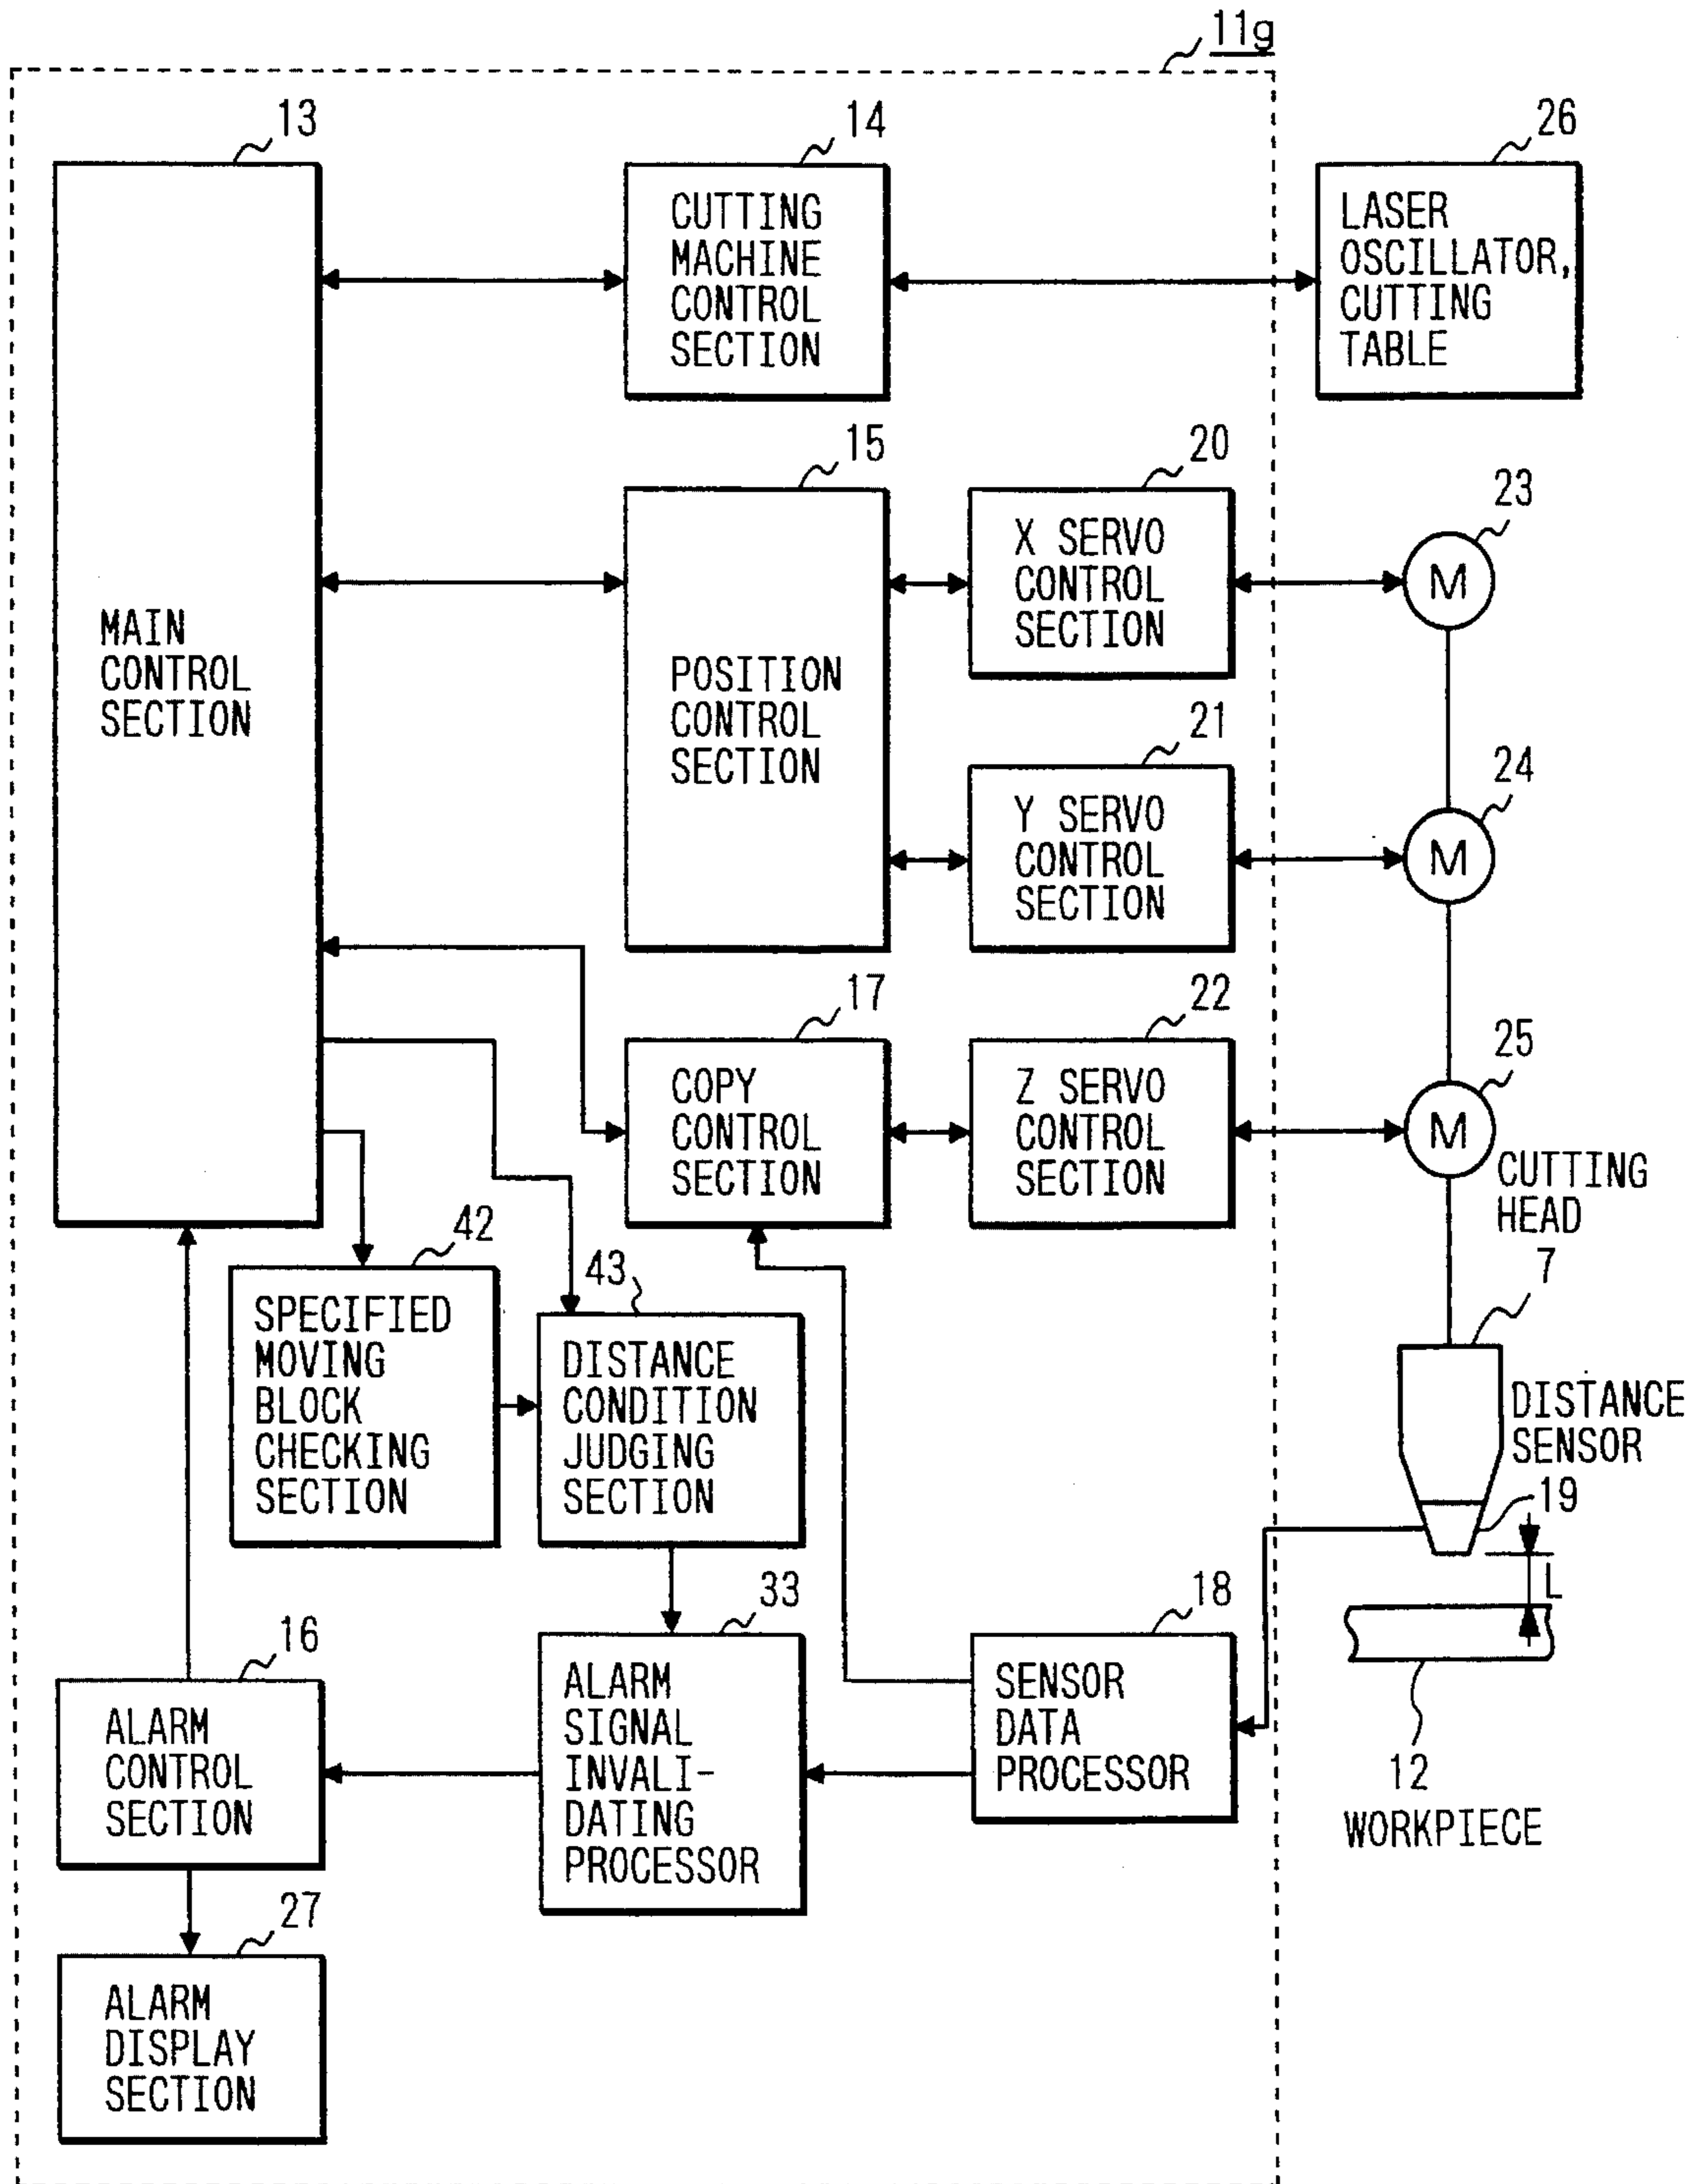 11g
13
14
26
MAIN
CONTROL
SECTION
CUTTING
MACHINE
CONTROL
SECTION
LASER
OSCILLATOR,
CUTTING
TABLE
15
20
23
POSITION
CONTROL
SECTION
X SERVO
CONTROL
SECTION
M
21
24
Y SERVO
CONTROL
SECTION
M
17
22
25
COPY
CONTROL
SECTION
Z SERVO
CONTROL
SECTION
M
CUTTING
HEAD
7
42
43
SPECIFIED
MOVING
BLOCK
CHECKING
SECTION
DISTANCE
CONDITION
JUDGING
SECTION
DISTANCE
SENSOR
19
L
16
33
18
ALARM
CONTROL
SECTION
ALARM
SIGNAL
INVALI-
DATING
PROCESSOR
SENSOR
DATA
PROCESSOR
12
WORKPIECE
27
ALARM
DISPLAY
SECTION